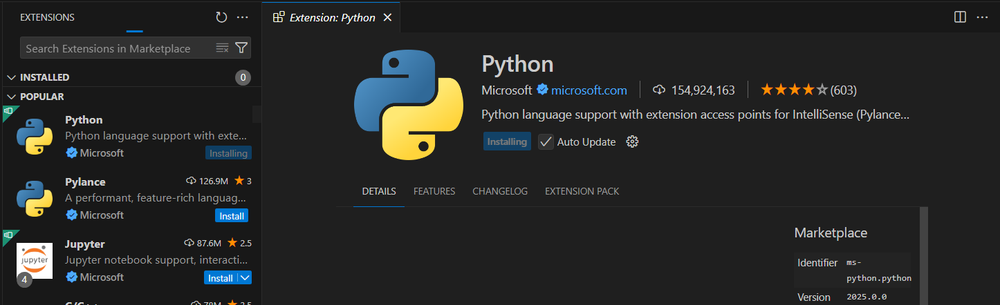 EXTENSIONS
Search Extensions in Marketplace
INSTALLED 0
POPULAR
Python
Python language support with exte...
Microsoft Installing
Pylance 126.9M 3
A performant, feature-rich languag...
Microsoft Install
Jupyter 87.6M 2.5
jupyter
Jupyter notebook support, interacti...
4 Microsoft Install
78M 3.5
Extension: Python
Python
Microsoft microsoft.com 154,924,163 (603)
Python language support with extension access points for IntelliSense (Pylance...
Installing Auto Update
DETAILS FEATURES CHANGELOG EXTENSION PACK
Marketplace
Identifier ms-
python.python
Version 2025.0.0